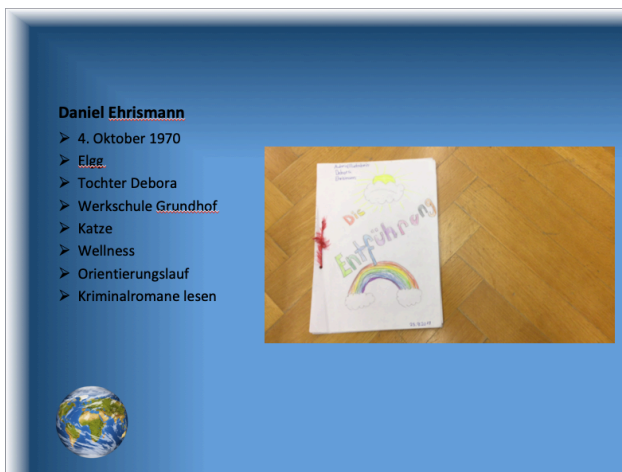 Daniel Ehrismann
4. Oktober 1970
Elgg
Tochter Debora
Werkschule Grundhof
Katze
Wellness
Orientierungslauf
Kriminalromane lesen
Die
Entführung